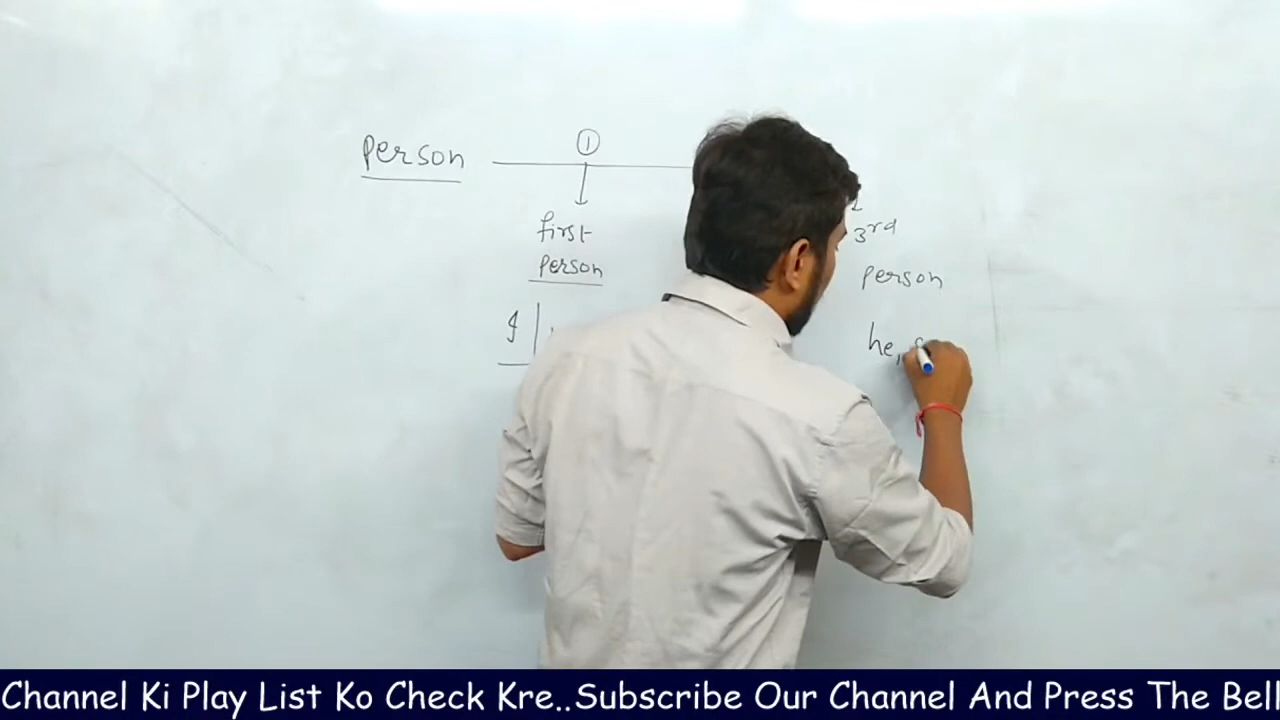 Person ①
first
person
3rd
person
I
he,
Channel Ki Play List Ko Check Kre..Subscribe Our Channel And Press The Bell